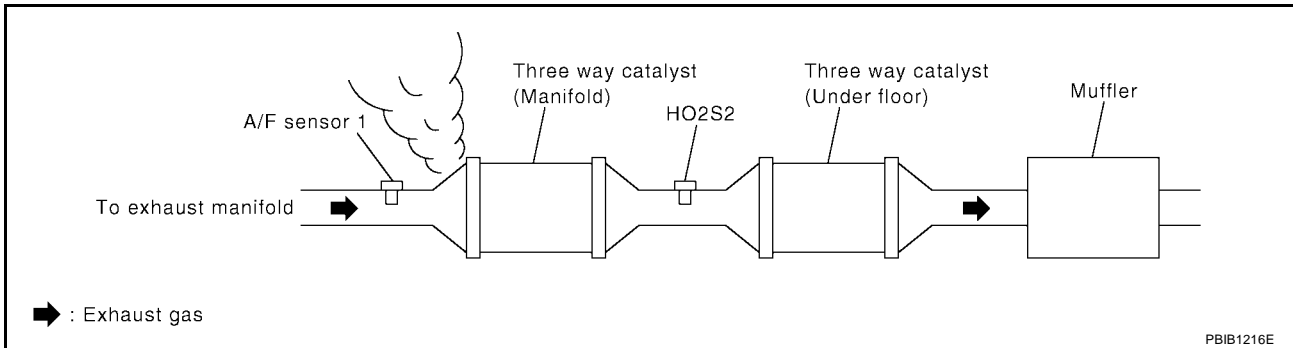 Three way catalyst
(Manifold)
Three way catalyst
(Under floor)
Muffler
A/F sensor 1
HO2S2
To exhaust manifold
: Exhaust gas
PBIB1216E